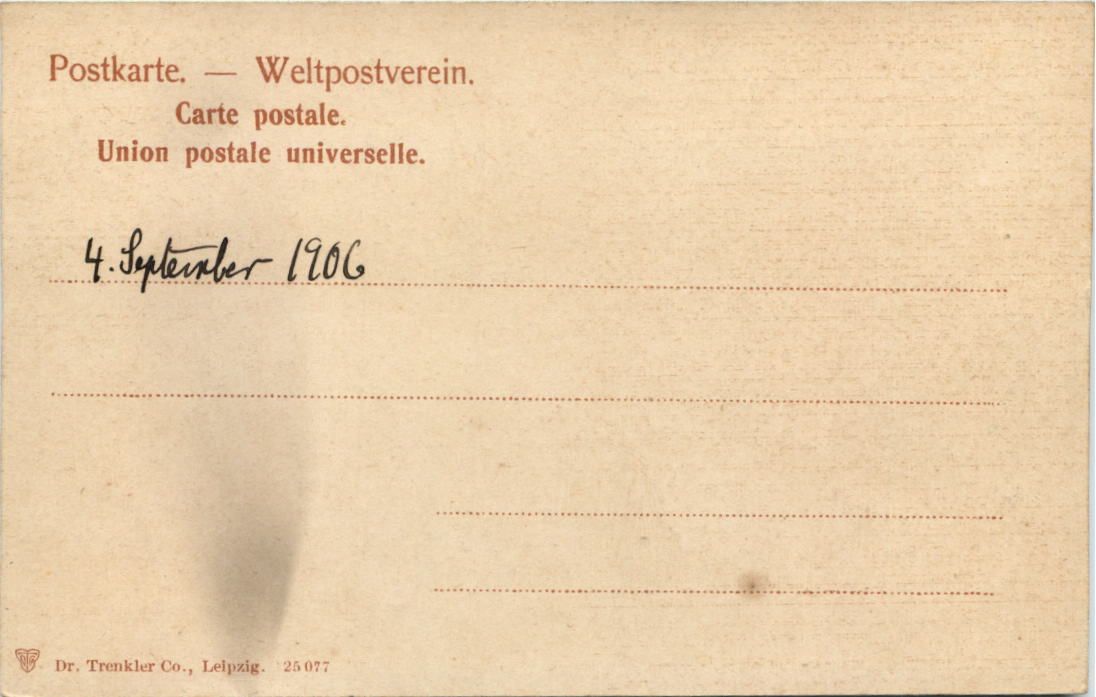 Postkarte. — Weltpostverein.
Carte postale.
Union postale universelle.
4. September 1906
Dr. Trenkler Co., Leipzig. 25077